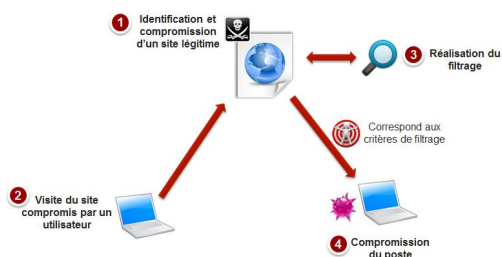 1 Identification et
compromission
d'un site légitime
3 Réalisation du
filtrage
Correspond aux
critères de filtrage
2 Visite du site
compromis par un
utilisateur
4 Compromission
du poste